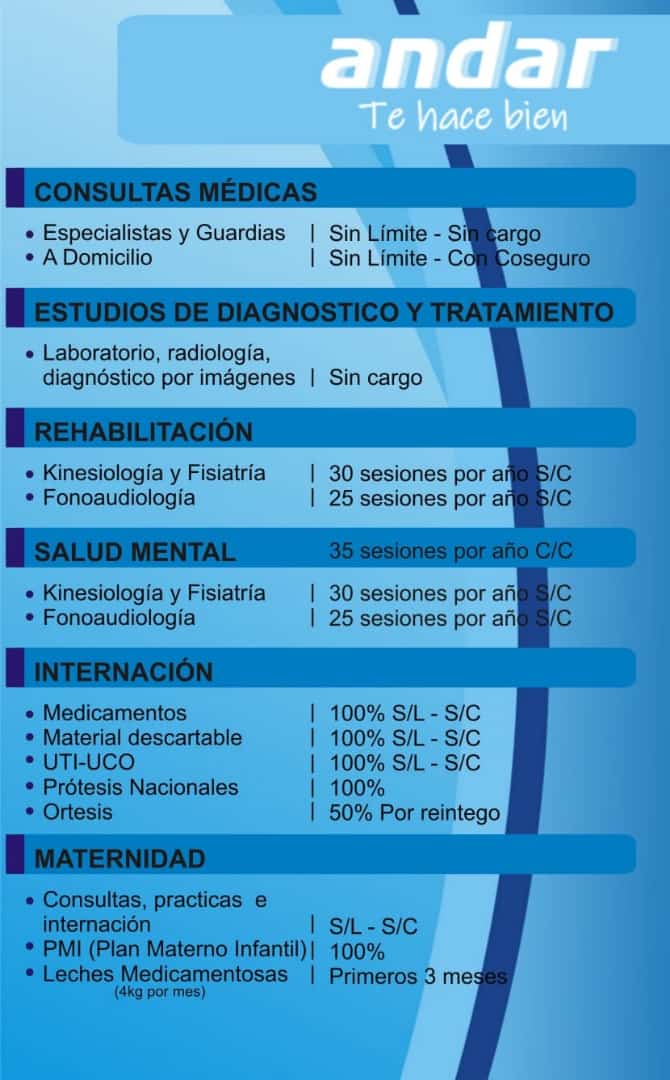 andar
Te hace bien
CONSULTAS MÉDICAS
• Especialistas y Guardias | Sin Límite - Sin cargo
• A Domicilio | Sin Límite - Con Coseguro
ESTUDIOS DE DIAGNOSTICO Y TRATAMIENTO
• Laboratorio, radiología,
diagnóstico por imágenes | Sin cargo
REHABILITACIÓN
• Kinesiología y Fisiatría | 30 sesiones por año S/C
• Fonoaudiología | 25 sesiones por año S/C
SALUD MENTAL 35 sesiones por año C/C
• Kinesiología y Fisiatría | 30 sesiones por año S/C
• Fonoaudiología | 25 sesiones por año S/C
INTERNACIÓN
• Medicamentos | 100% S/L - S/C
• Material descartable | 100% S/L - S/C
• UTI-UCO | 100% S/L - S/C
• Prótesis Nacionales | 100%
• Ortesis | 50% Por reintego
MATERNIDAD
• Consultas, practicas e
internación | S/L - S/C
• PMI (Plan Materno Infantil) | 100%
• Leches Medicamentosas | Primeros 3 meses
(4kg por mes)